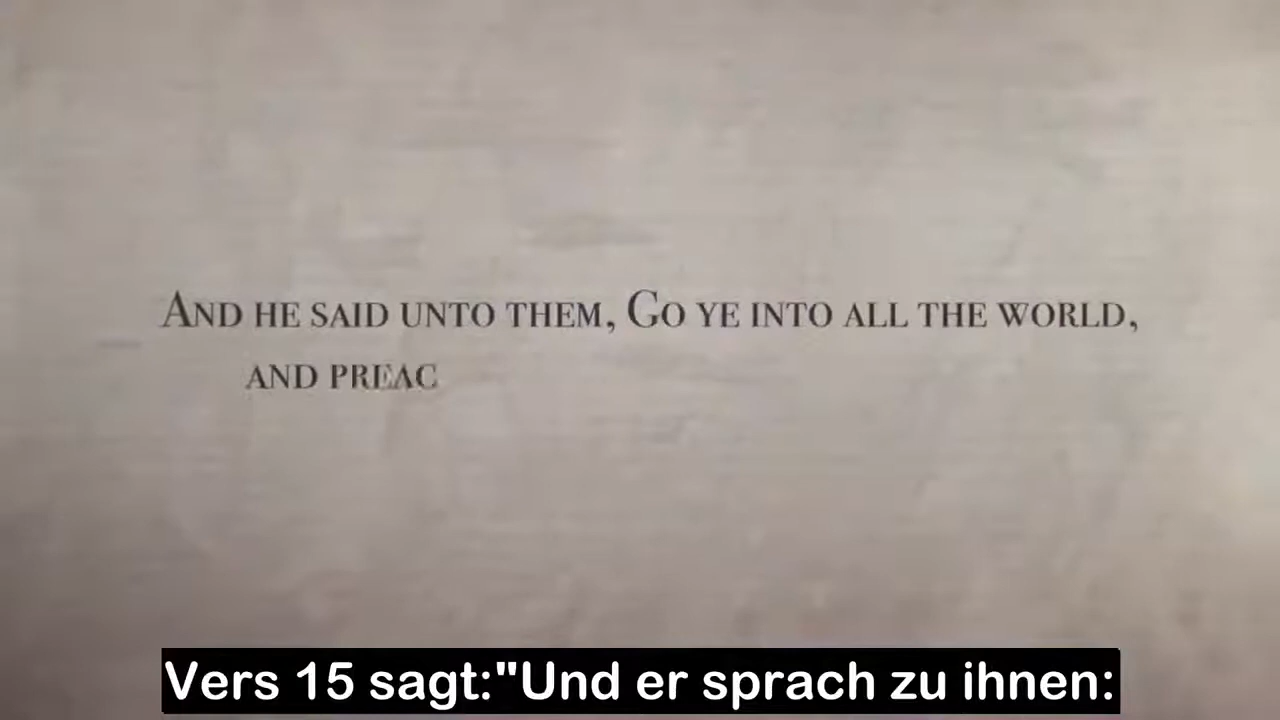 And he said unto them, Go ye into all the world,
and preac
Vers 15 sagt:"Und er sprach zu ihnen: